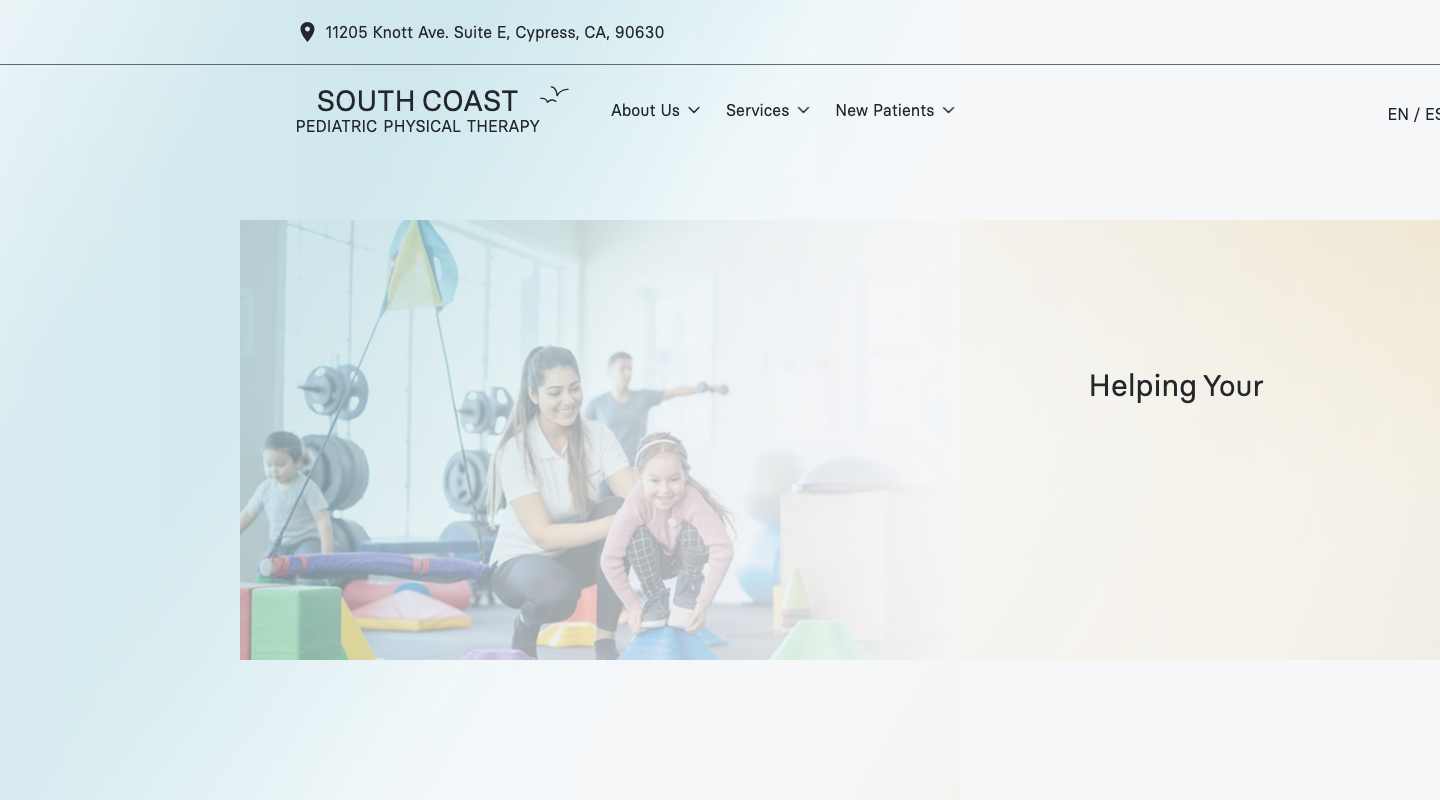 11205 Knott Ave. Suite E, Cypress, CA, 90630
SOUTH COAST
PEDIATRIC PHYSICAL THERAPY
About Us
Services
New Patients
EN / ES
Helping Your